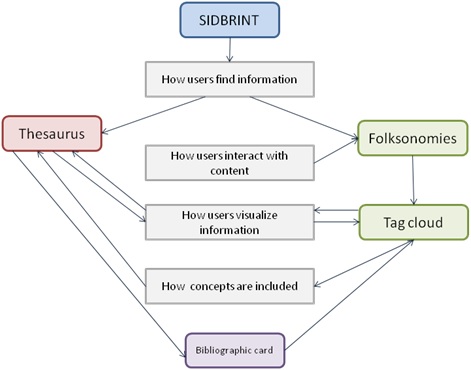 SIDBRINT
How users find information
Thesaurus
Folksonomies
How users interact with
content
How users visualize
information
Tag cloud
How concepts are included
Bibliographic card